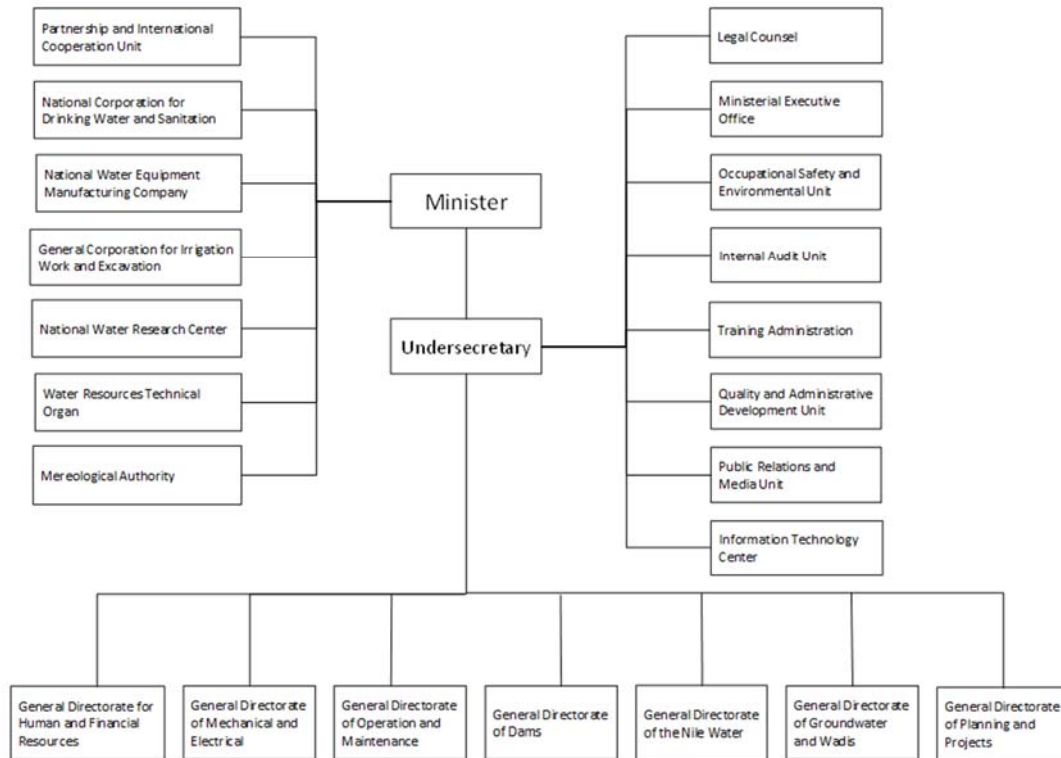 Partnership and International
Cooperation Unit
National Corporation for
Drinking Water and Sanitation
National Water Equipment
Manufacturing Company
General Corporation for Irrigation
Work and Excavation
National Water Research Center
Water Resources Technical
Organ
Mereological Authority
Minister
Undersecretary
Legal Counsel
Ministerial Executive
Office
Occupational Safety and
Environmental Unit
Internal Audit Unit
Training Administration
Quality and Administrative
Development Unit
Public Relations and
Media Unit
Information Technology
Center
General Directorate for
Human and Financial
Resources
General Directorate
of Mechanical and
Electrical
General Directorate
of Operation and
Maintenance
General Directorate
of Dams
General Directorate
of the Nile Water
General Directorate
of Groundwater
and Wadis
General Directorate
of Planning and
Projects